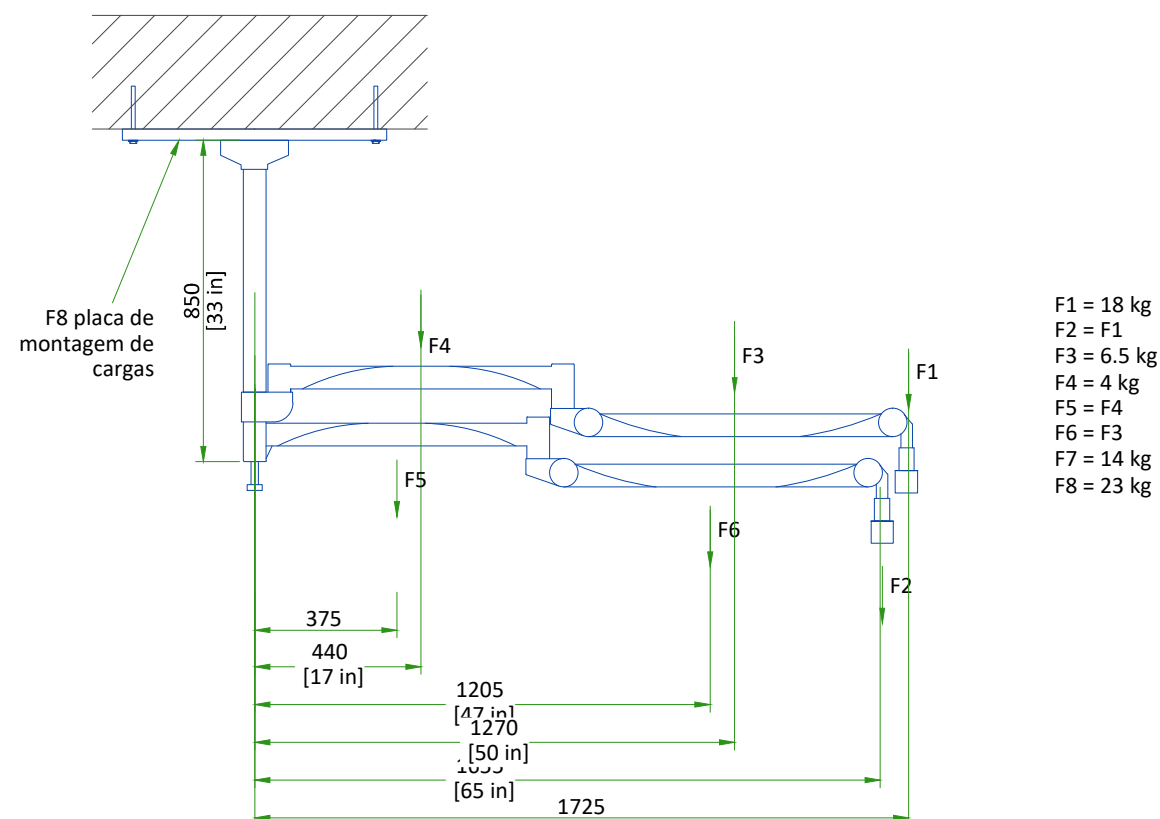 850
[33 in]
F8 placa de
montagem de
cargas
F4
F3
F1
F5
F6
F2
F1 = 18 kg
F2 = F1
F3 = 6.5 kg
F4 = 4 kg
F5 = F4
F6 = F3
F7 = 14 kg
F8 = 23 kg
375
440
[17 in]
1205
[47 in]
1270
[50 in]
[65 in]
1725